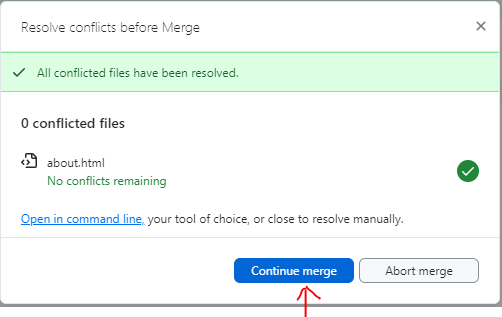 Resolve conflicts before Merge
All conflicted files have been resolved.
0 conflicted files
about.html
No conflicts remaining
Open in command line, your tool of choice, or close to resolve manually.
Continue merge
Abort merge